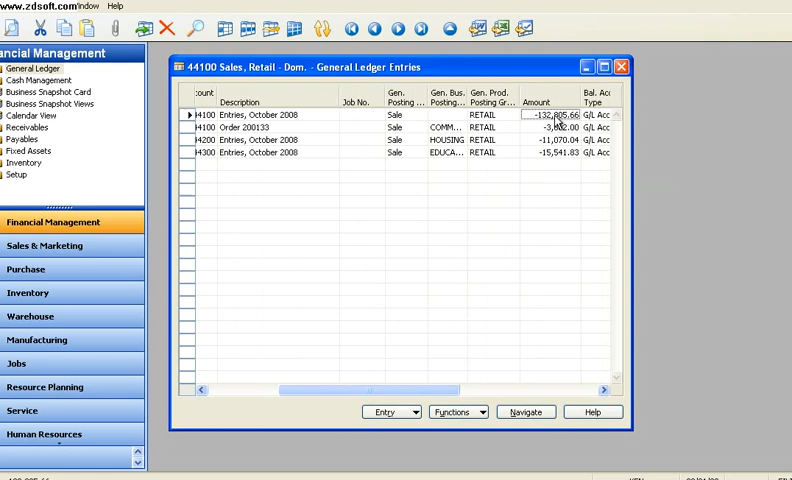 www.zdsoft.com indow Help
ancial Management
General Ledger
Cash Management
Business Snapshot Card
Business Snapshot Views
Calendar View
Receivables
Payables
Fixed Assets
Inventory
Setup
Financial Management
Sales & Marketing
Purchase
Inventory
Warehouse
Manufacturing
Jobs
Resource Planning
Service
Human Resources
44100 Sales, Retail - Dom. - General Ledger Entries
count Description Job No. Gen. Posting ... Gen. Bus. Posting... Gen. Prod. Posting Gr... Amount Bal. Acc Type
44100 Entries, October 2008 Sale RETAIL -132,805.66 G/L Acc
44100 Order 200133 Sale COMM... RETAIL G/L Acc
44200 Entries, October 2008 Sale HOUSING RETAIL -11,070.04 G/L Acc
44300 Entries, October 2008 Sale EDUCA... RETAIL -15,541.83 G/L Acc
Entry Functions Navigate Help